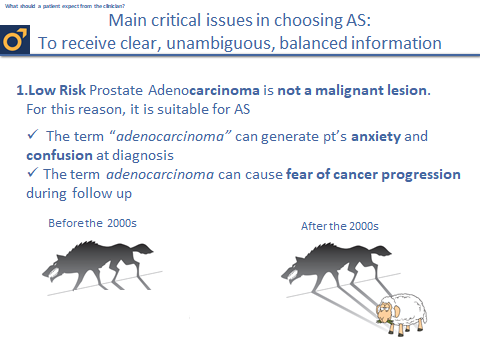 What should a patient expect from the clinician?
Main critical issues in choosing AS:
To receive clear, unambiguous, balanced information
1.Low Risk Prostate Adenocarcinoma is not a malignant lesion.
For this reason, it is suitable for AS
✓ The term "adenocarcinoma" can generate pt's anxiety and
confusion at diagnosis
✓ The term adenocarcinoma can cause fear of cancer progression
during follow up
Before the 2000s
After the 2000s